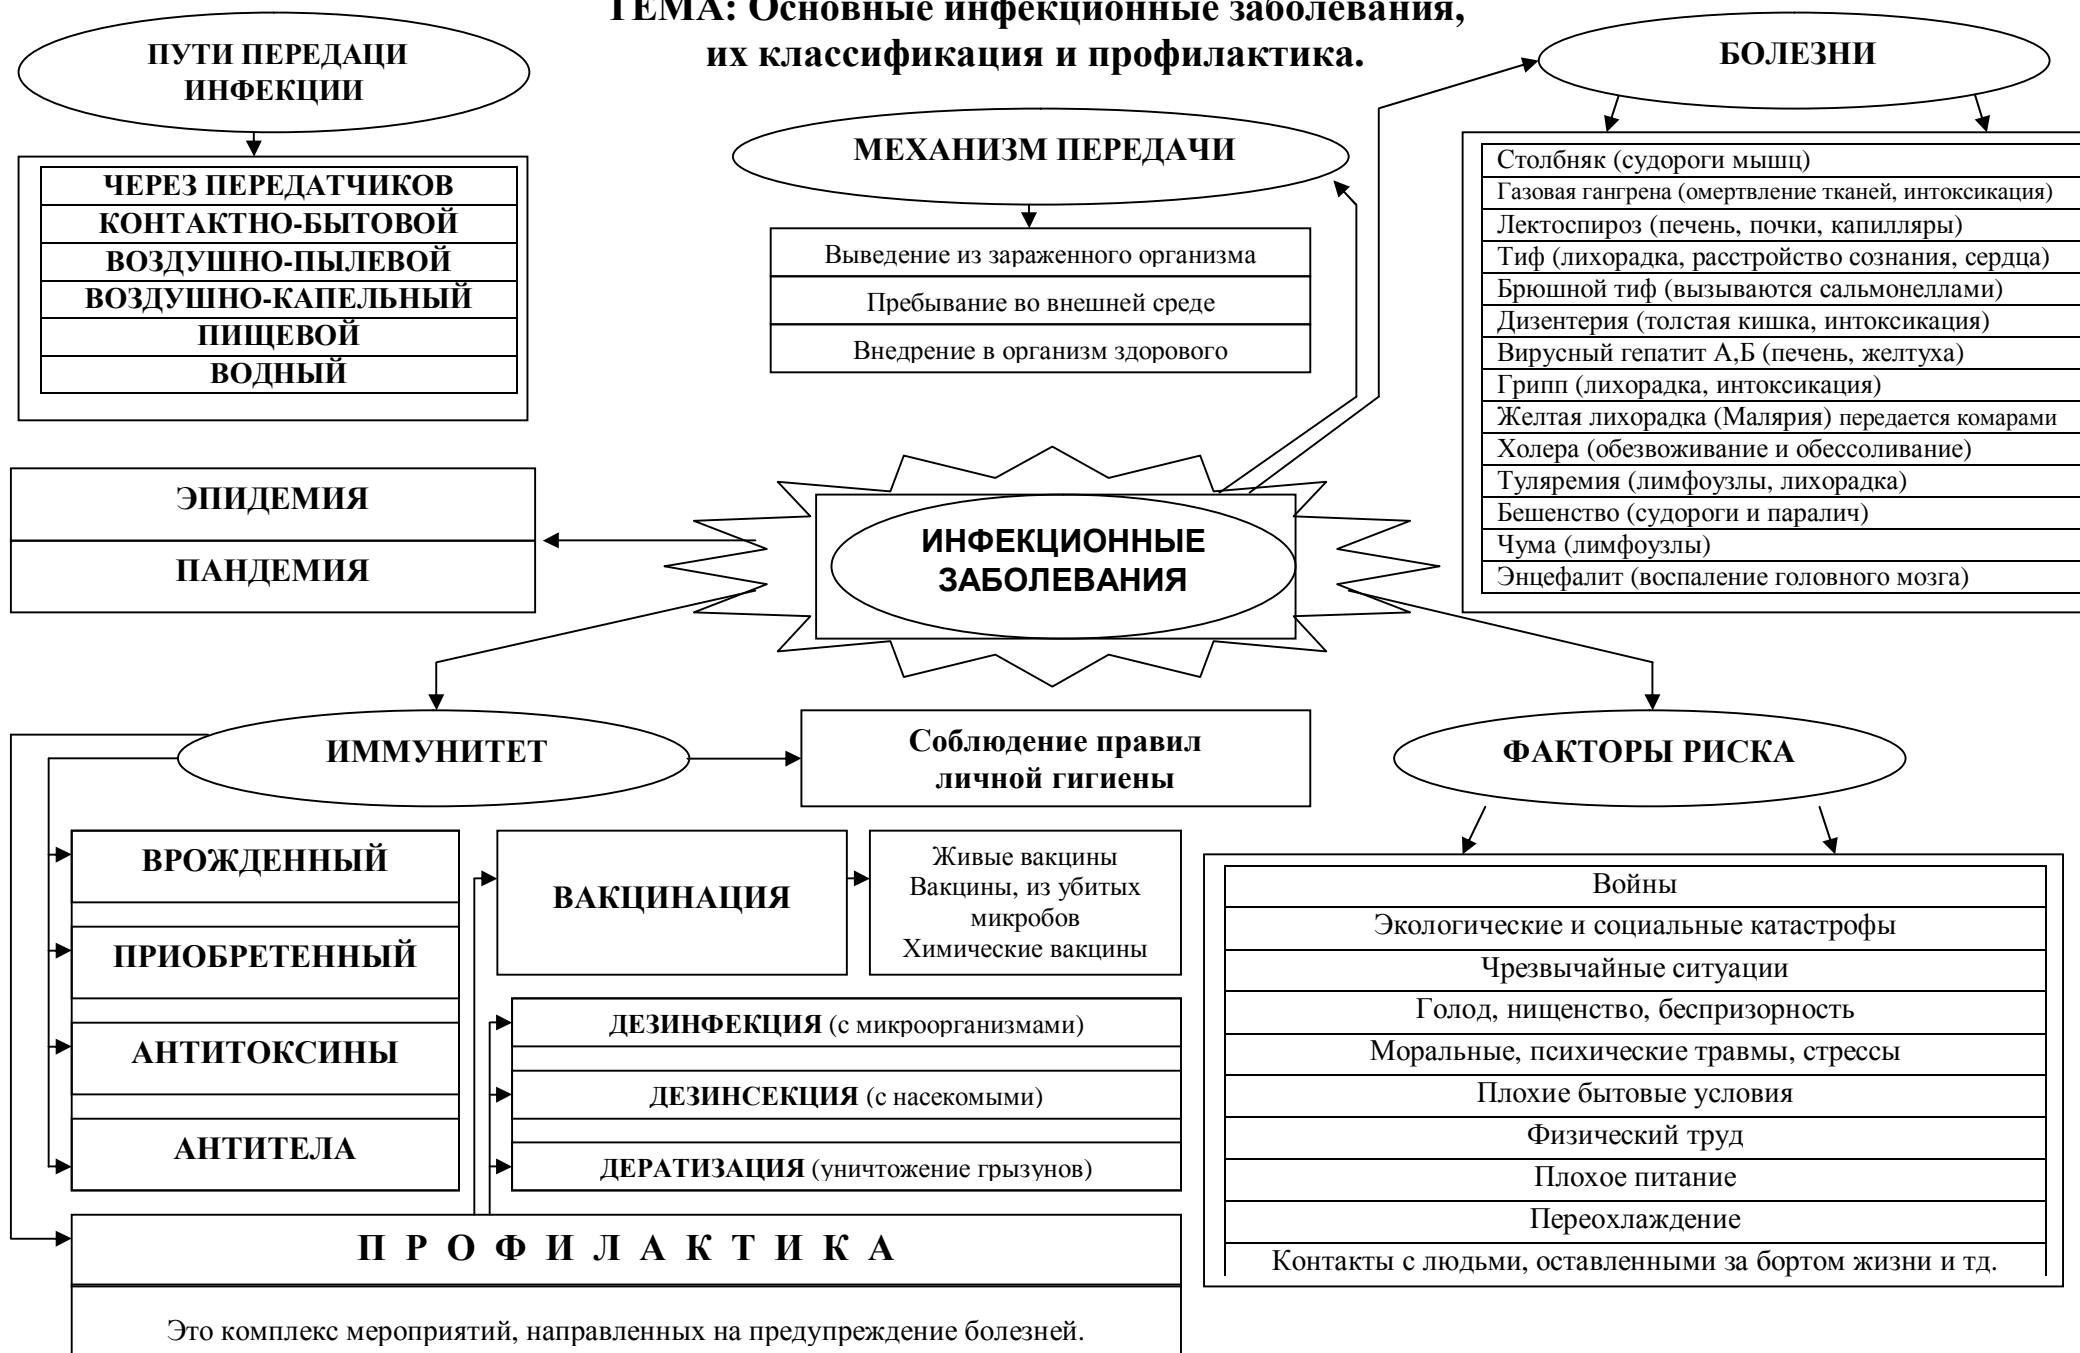 ТЕМА: Основные инфекционные заболевания,
их классификация и профилактика.
ПУТИ ПЕРЕДАЦИ
ИНФЕКЦИИ
ЧЕРЕЗ ПЕРЕДАТЧИКОВ
КОНТАКТНО-БЫТОВОЙ
ВОЗДУШНО-ПЫЛЕВОЙ
ВОЗДУШНО-КАПЕЛЬНЫЙ
ПИЩЕВОЙ
ВОДНЫЙ
МЕХАНИЗМ ПЕРЕДАЧИ
Выведение из зараженного организма
Пребывание во внешней среде
Внедрение в организм здорового
БОЛЕЗНИ
Столбняк (судороги мышц)
Газовая гангрена (омертвление тканей, интоксикация)
Лектоспироз (печень, почки, капилляры)
Тиф (лихорадка, расстройство сознания, сердца)
Брюшной тиф (вызываются сальмонеллами)
Дизентерия (толстая кишка, интоксикация)
Вирусный гепатит А,Б (печень, желтуха)
Грипп (лихорадка, интоксикация)
Желтая лихорадка (Малярия) передается комарами
Холера (обезвоживание и обессоливание)
Туляремия (лимфоузлы, лихорадка)
Бешенство (судороги и паралич)
Чума (лимфоузлы)
Энцефалит (воспаление головного мозга)
ЭПИДЕМИЯ
ПАНДЕМИЯ
ИНФЕКЦИОННЫЕ
ЗАБОЛЕВАНИЯ
ИММУНИТЕТ
Соблюдение правил
личной гигиены
ФАКТОРЫ РИСКА
ВРОЖДЕННЫЙ
ПРИОБРЕТЕННЫЙ
АНТИТОКСИНЫ
АНТИТЕЛА
ВАКЦИНАЦИЯ
Живые вакцины
Вакцины, из убитых
микробов
Химические вакцины
ДЕЗИНФЕКЦИЯ (с микроорганизмами)
ДЕЗИНСЕКЦИЯ (с насекомыми)
ДЕРАТИЗАЦИЯ (уничтожение грызунов)
П Р О Ф И Л А К Т И К А
Это комплекс мероприятий, направленных на предупреждение болезней.
Войны
Экологические и социальные катастрофы
Чрезвычайные ситуации
Голод, нищенство, беспризорность
Моральные, психические травмы, стрессы
Плохие бытовые условия
Физический труд
Плохое питание
Переохлаждение
Контакты с людьми, оставленными за бортом жизни и тд.